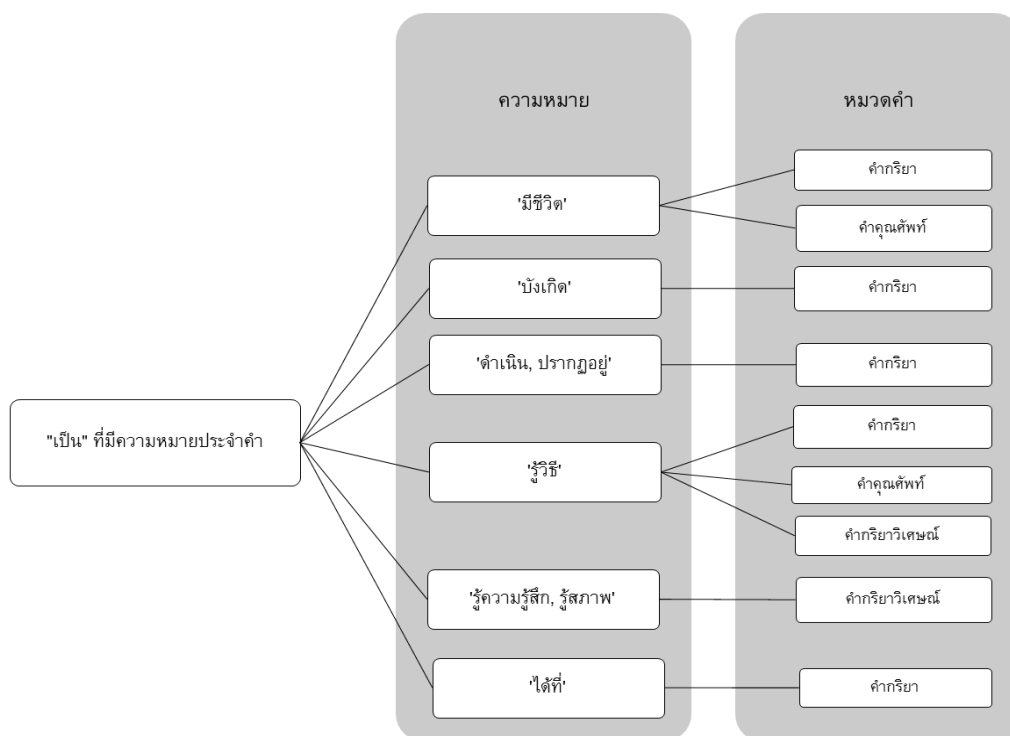 ความหมาย
หมวดคำ
"เป็น" ที่มีความหมายประจำคำ
'มีชีวิต'
คำกริยา
คำคุณศัพท์
'บังเกิด'
คำกริยา
'ดำเนิน, ปรากฏอยู่'
คำกริยา
'รู้วิธี'
คำกริยา
คำคุณศัพท์
คำกริยาวิเศษณ์
'รู้ความรู้สึก, รู้สภาพ'
คำกริยาวิเศษณ์
'ได้ที่'
คำกริยา